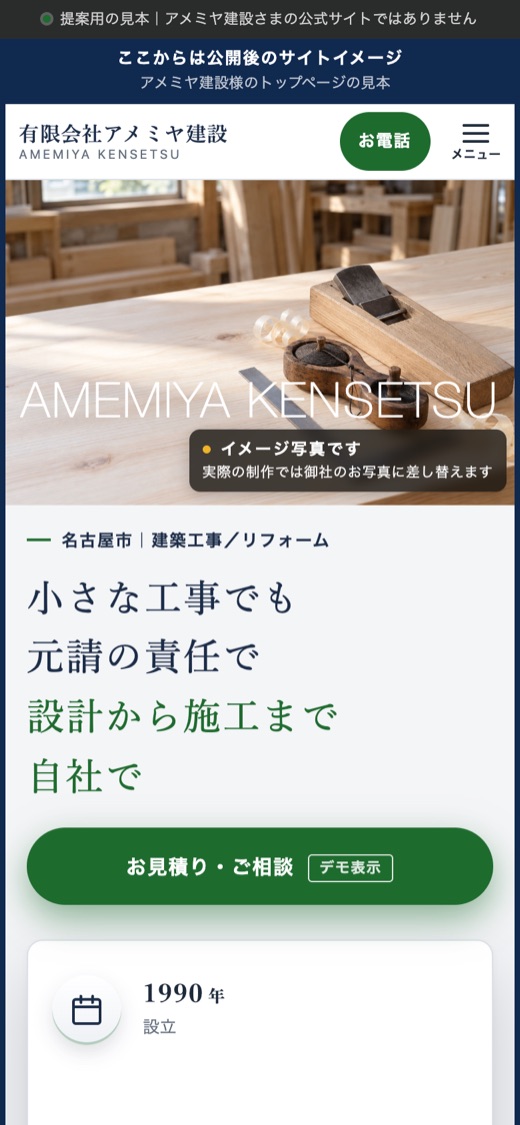 提案用の見本｜アメミヤ建設さまの公式サイトではありません
ここからは公開後のサイトイメージ
アメミヤ建設様のトップページの見本
有限会社アメミヤ建設
AMEMIYA KENSETSU
お電話
メニュー
AMEMIYA KENSETSU
イメージ写真です
実際の制作では御社のお写真に差し替えます
名古屋市｜建築工事／リフォーム
小さな工事でも
元請の責任で
設計から施工まで
自社で
お見積り・ご相談 デモ表示
1990年
設立